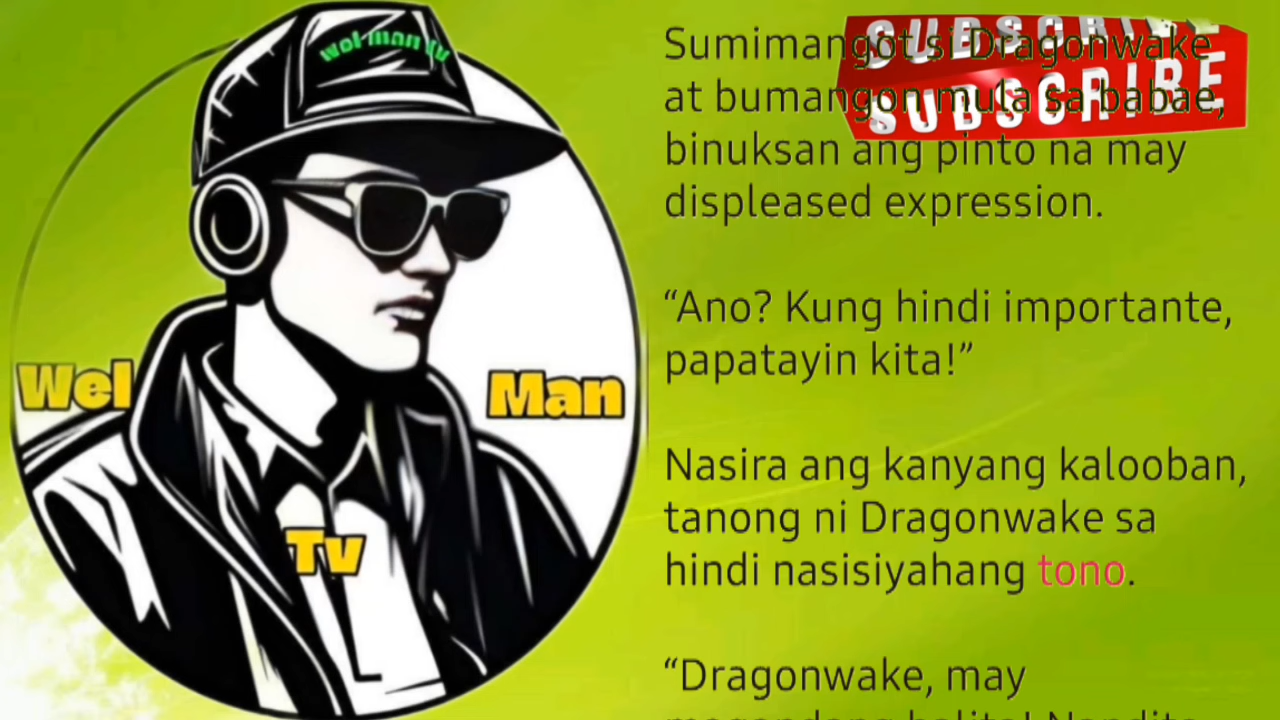 wel man tv
Wel
Man
Tv
SUBSCRIBE
SUBSCRIBE
Sumimangot si Dragonwake
at bumangon mula sa babae,
binuksan ang pinto na may
displeased expression.
“Ano? Kung hindi importante,
papatayin kita!”
Nasira ang kanyang kalooban,
tanong ni Dragonwake sa
hindi nasisiyahang tono.
“Dragonwake, may